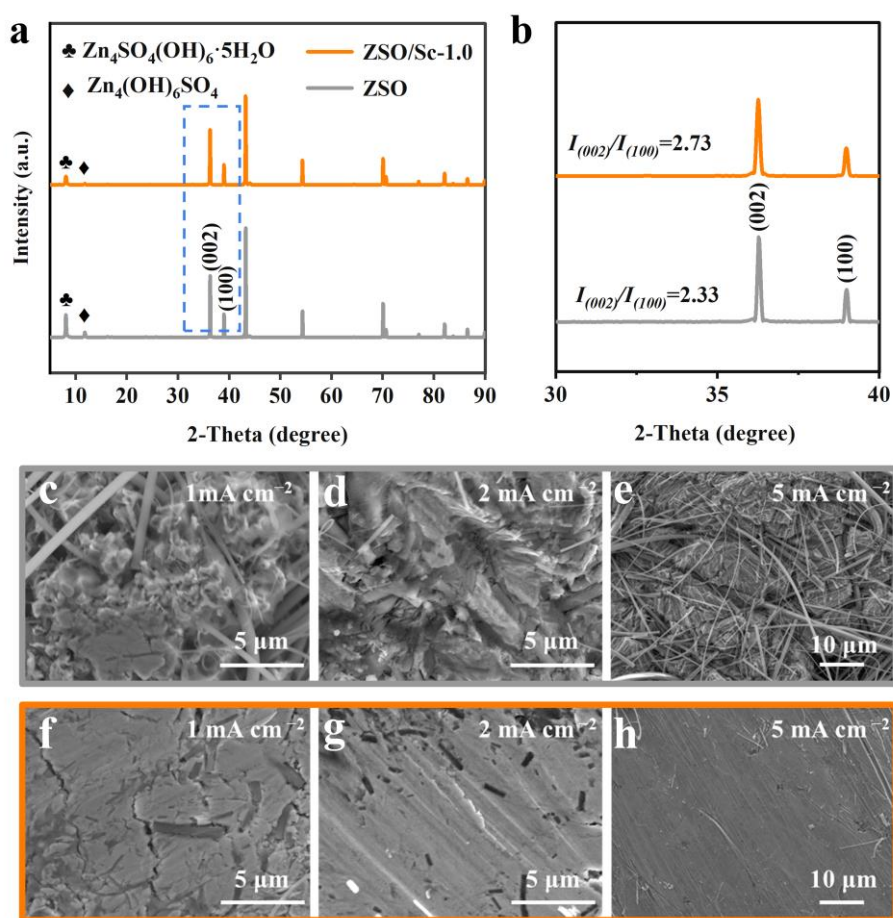 a
♣ Zn₄SO₄(OH)₆·5H₂O
♦ Zn₄(OH)₆SO₄
ZSO/Sc-1.0
ZSO
Intensity (a.u.)
♣ ♦
(002)
(100)
♣ ♦
10 20 30 40 50 60 70 80 90
2-Theta (degree)
b
I(002)/I(100)=2.73
(002)
(100)
I(002)/I(100)=2.33
30 35 40
2-Theta (degree)
c 1mA cm⁻²
5 μm
d 2 mA cm⁻²
5 μm
e 5 mA cm⁻²
10 μm
f 1 mA cm⁻²
5 μm
g 2 mA cm⁻²
5 μm
h 5 mA cm⁻²
10 μm